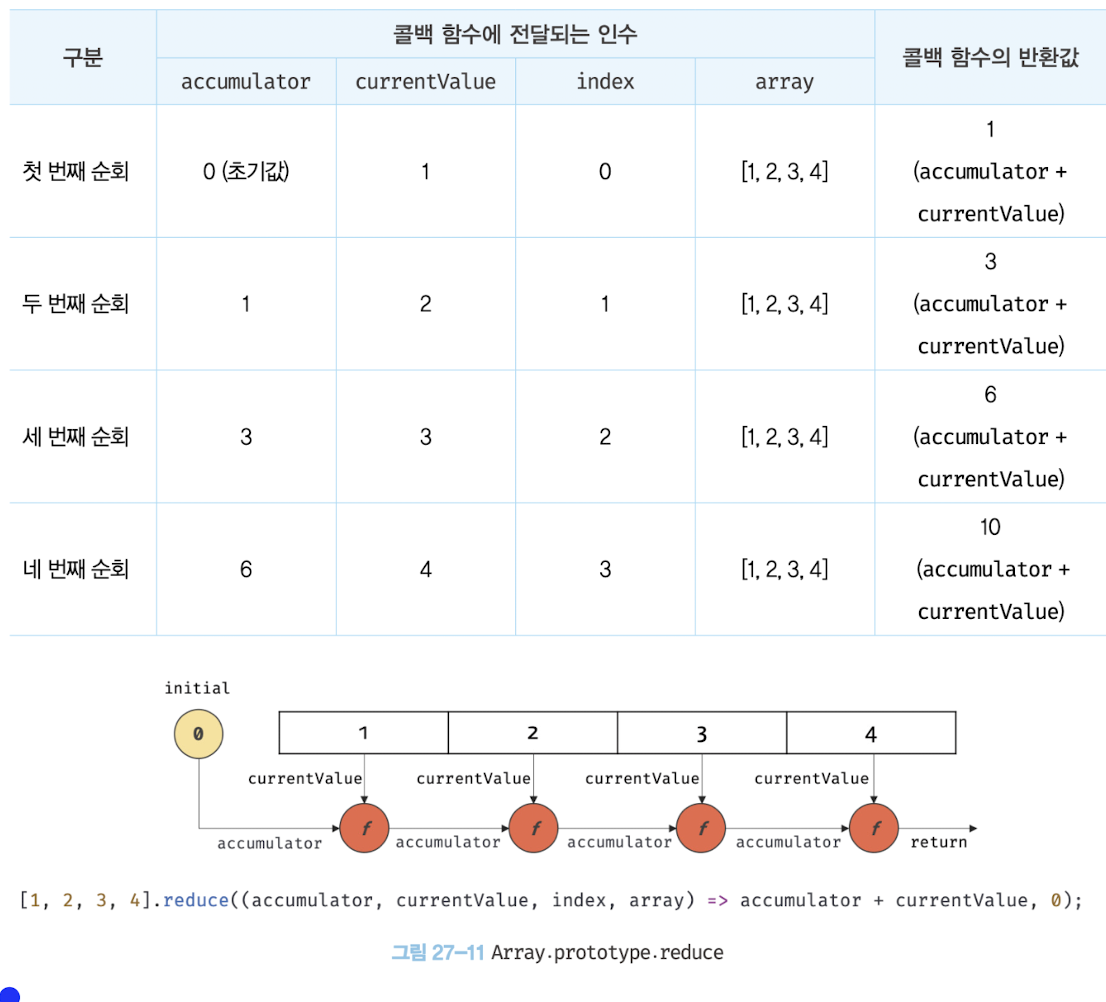 구분
콜백 함수에 전달되는 인수
콜백 함수의 반환값
accumulator
currentValue
index
array
첫 번째 순회
0 (초기값)
1
0
[1, 2, 3, 4]
1
(accumulator +
currentValue)
두 번째 순회
1
2
1
[1, 2, 3, 4]
3
(accumulator +
currentValue)
세 번째 순회
3
3
2
[1, 2, 3, 4]
6
(accumulator +
currentValue)
네 번째 순회
6
4
3
[1, 2, 3, 4]
10
(accumulator +
currentValue)
initial
0
1
2
3
4
currentValue
currentValue
currentValue
currentValue
f
f
f
f
accumulator
accumulator
accumulator
accumulator
return
[1, 2, 3, 4].reduce((accumulator, currentValue, index, array) => accumulator + currentValue, 0);
그림 27-11 Array.prototype.reduce